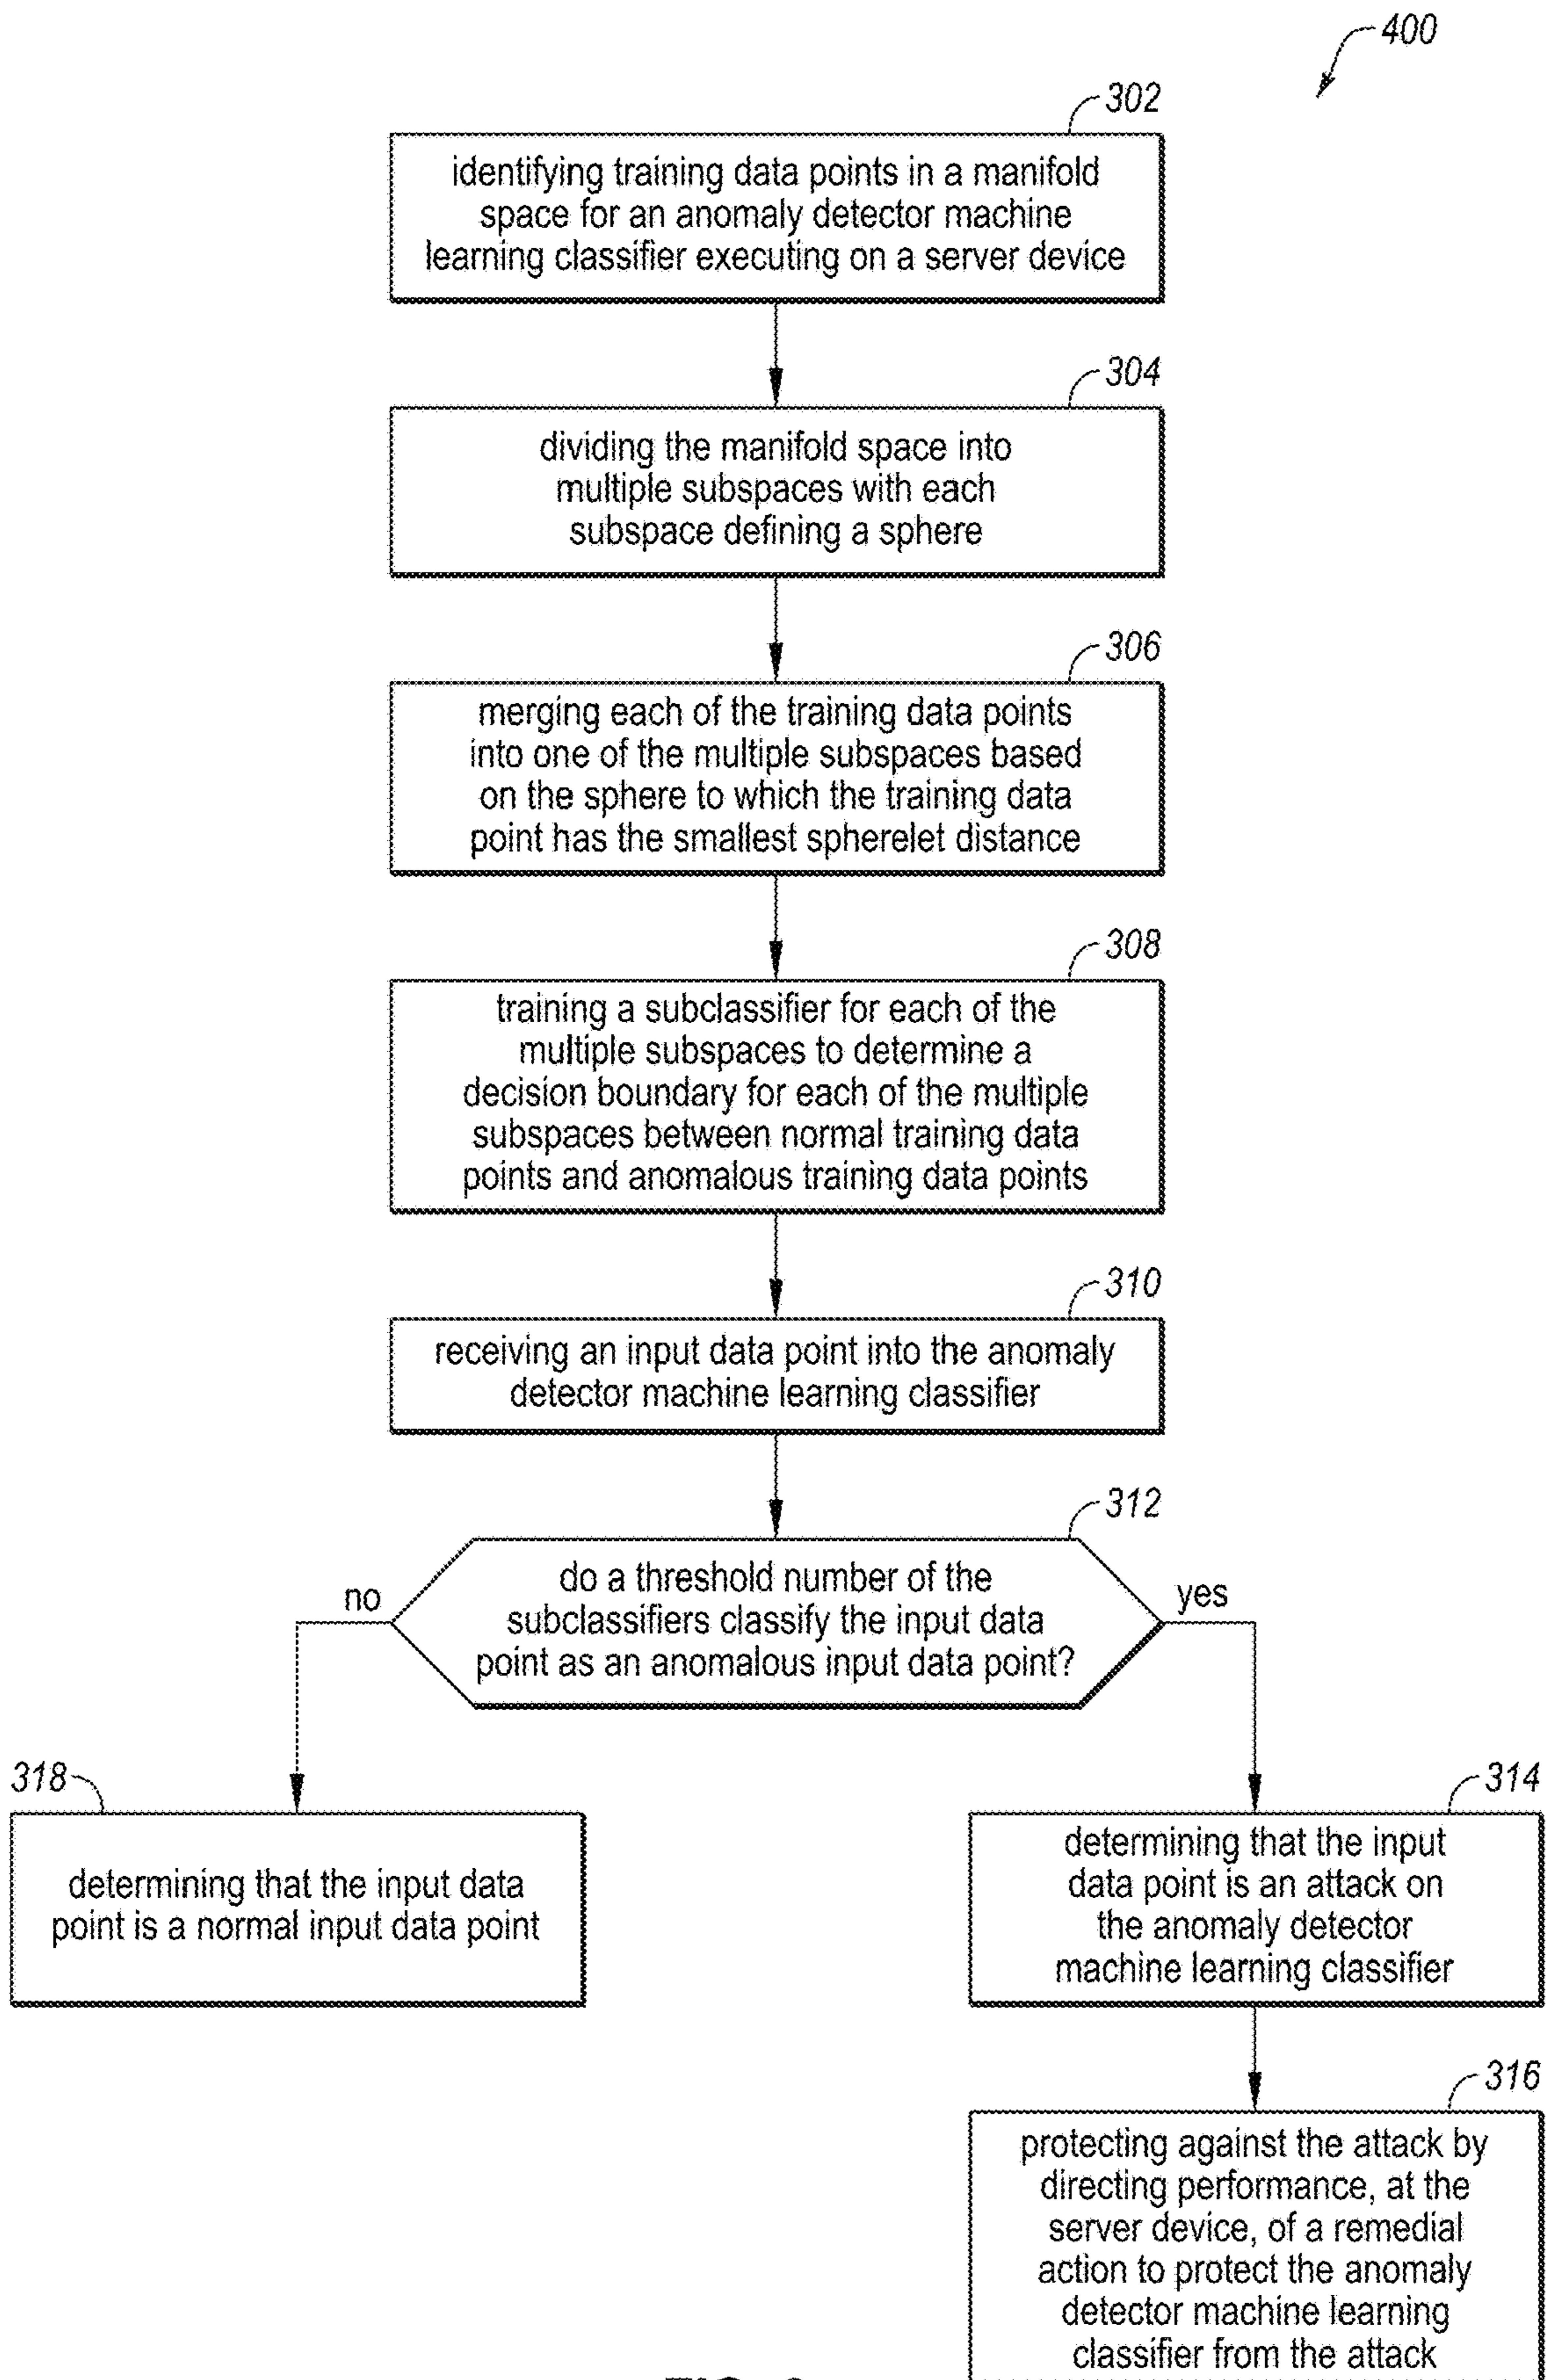 400
302
identifying training data points in a manifold
space for an anomaly detector machine
learning classifier executing on a server device
304
dividing the manifold space into
multiple subspaces with each
subspace defining a sphere
306
merging each of the training data points
into one of the multiple subspaces based
on the sphere to which the training data
point has the smallest spherelet distance
308
training a subclassifier for each of the
multiple subspaces to determine a
decision boundary for each of the multiple
subspaces between normal training data
points and anomalous training data points
310
receiving an input data point into the anomaly
detector machine learning classifier
312
do a threshold number of the
subclassifiers classify the input data
point as an anomalous input data point?
no
yes
318
determining that the input data
point is a normal input data point
314
determining that the input
data point is an attack on
the anomaly detector
machine learning classifier
316
protecting against the attack by
directing performance, at the
server device, of a remedial
action to protect the anomaly
detector machine learning
classifier from the attack